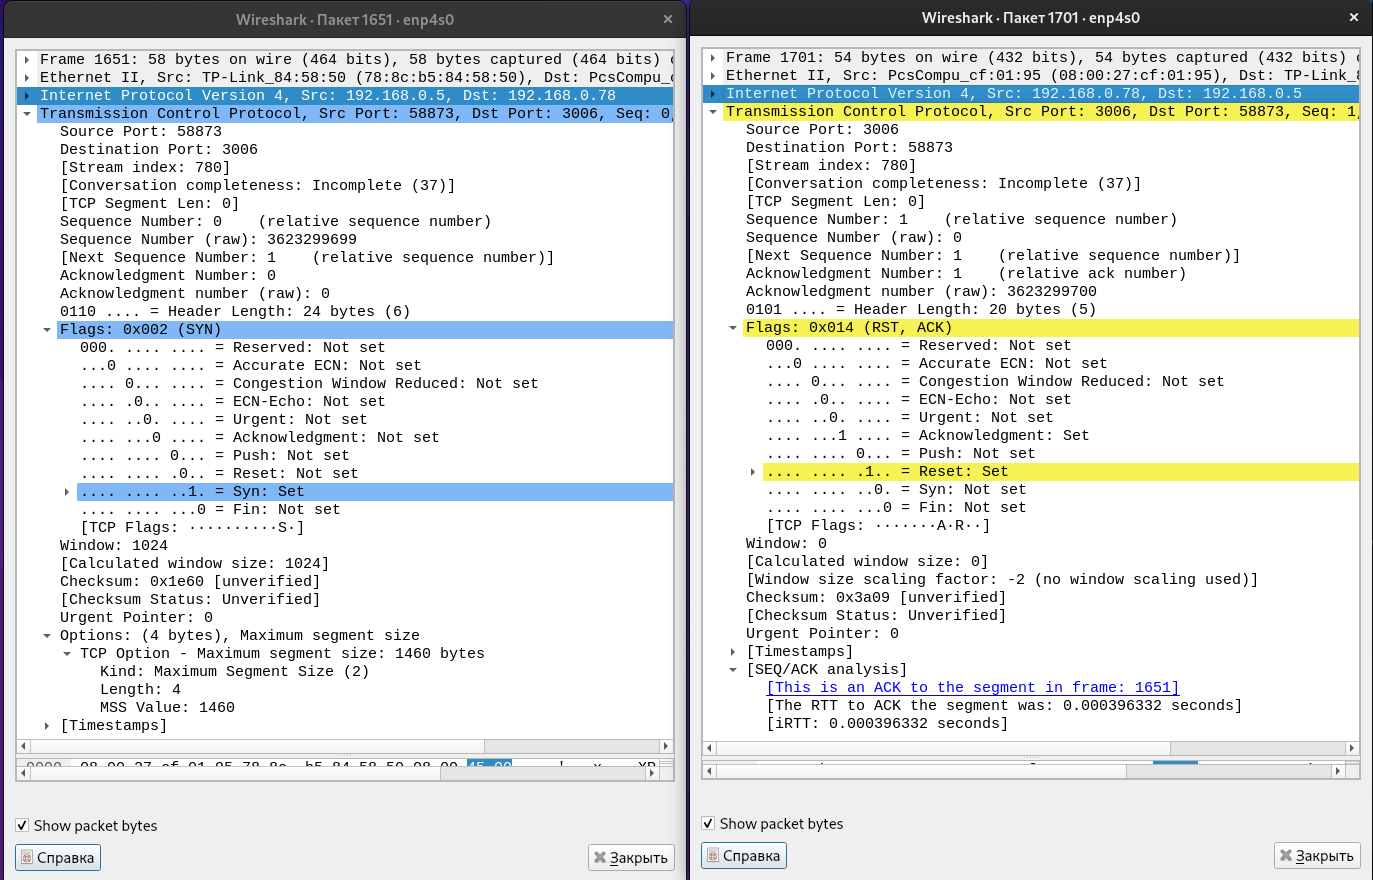 Wireshark · Пакет 1651 · enp4s0
Frame 1651: 58 bytes on wire (464 bits), 58 bytes captured (464 bits)
Ethernet II, Src: TP-Link_84:58:50 (78:8c:b5:84:58:50), Dst: PcsCompu_
Internet Protocol Version 4, Src: 192.168.0.5, Dst: 192.168.0.78
Transmission Control Protocol, Src Port: 58873, Dst Port: 3006, Seq: 0,
Source Port: 58873
Destination Port: 3006
[Stream index: 780]
[Conversation completeness: Incomplete (37)]
[TCP Segment Len: 0]
Sequence Number: 0    (relative sequence number)
Sequence Number (raw): 3623299699
[Next Sequence Number: 1    (relative sequence number)]
Acknowledgment Number: 0
Acknowledgment number (raw): 0
0110 .... = Header Length: 24 bytes (6)
Flags: 0x002 (SYN)
000. .... .... = Reserved: Not set
...0 .... .... = Accurate ECN: Not set
.... 0... .... = Congestion Window Reduced: Not set
.... .0.. .... = ECN-Echo: Not set
.... ..0. .... = Urgent: Not set
.... ...0 .... = Acknowledgment: Not set
.... .... 0... = Push: Not set
.... .... .0.. = Reset: Not set
.... .... ..1. = Syn: Set
.... .... ...0 = Fin: Not set
[TCP Flags: ··········S·]
Window: 1024
[Calculated window size: 1024]
Checksum: 0x1e60 [unverified]
[Checksum Status: Unverified]
Urgent Pointer: 0
Options: (4 bytes), Maximum segment size
TCP Option - Maximum segment size: 1460 bytes
Kind: Maximum Segment Size (2)
Length: 4
MSS Value: 1460
[Timestamps]
Show packet bytes
Справка
Закрыть
Wireshark · Пакет 1701 · enp4s0
Frame 1701: 54 bytes on wire (432 bits), 54 bytes captured (432 bits)
Ethernet II, Src: PcsCompu_cf:01:95 (08:00:27:cf:01:95), Dst: TP-Link_
Internet Protocol Version 4, Src: 192.168.0.78, Dst: 192.168.0.5
Transmission Control Protocol, Src Port: 3006, Dst Port: 58873, Seq: 1,
Source Port: 3006
Destination Port: 58873
[Stream index: 780]
[Conversation completeness: Incomplete (37)]
[TCP Segment Len: 0]
Sequence Number: 1    (relative sequence number)
Sequence Number (raw): 0
[Next Sequence Number: 1    (relative sequence number)]
Acknowledgment Number: 1    (relative ack number)
Acknowledgment number (raw): 3623299700
0101 .... = Header Length: 20 bytes (5)
Flags: 0x014 (RST, ACK)
000. .... .... = Reserved: Not set
...0 .... .... = Accurate ECN: Not set
.... 0... .... = Congestion Window Reduced: Not set
.... .0.. .... = ECN-Echo: Not set
.... ..0. .... = Urgent: Not set
.... ...1 .... = Acknowledgment: Set
.... .... 0... = Push: Not set
.... .... .1.. = Reset: Set
.... .... ..0. = Syn: Not set
.... .... ...0 = Fin: Not set
[TCP Flags: ·······A·R··]
Window: 0
[Calculated window size: 0]
[Window size scaling factor: -2 (no window scaling used)]
Checksum: 0x3a09 [unverified]
[Checksum Status: Unverified]
Urgent Pointer: 0
[Timestamps]
[SEQ/ACK analysis]
[This is an ACK to the segment in frame: 1651]
[The RTT to ACK the segment was: 0.000396332 seconds]
[iRTT: 0.000396332 seconds]
Show packet bytes
Справка
Закрыть